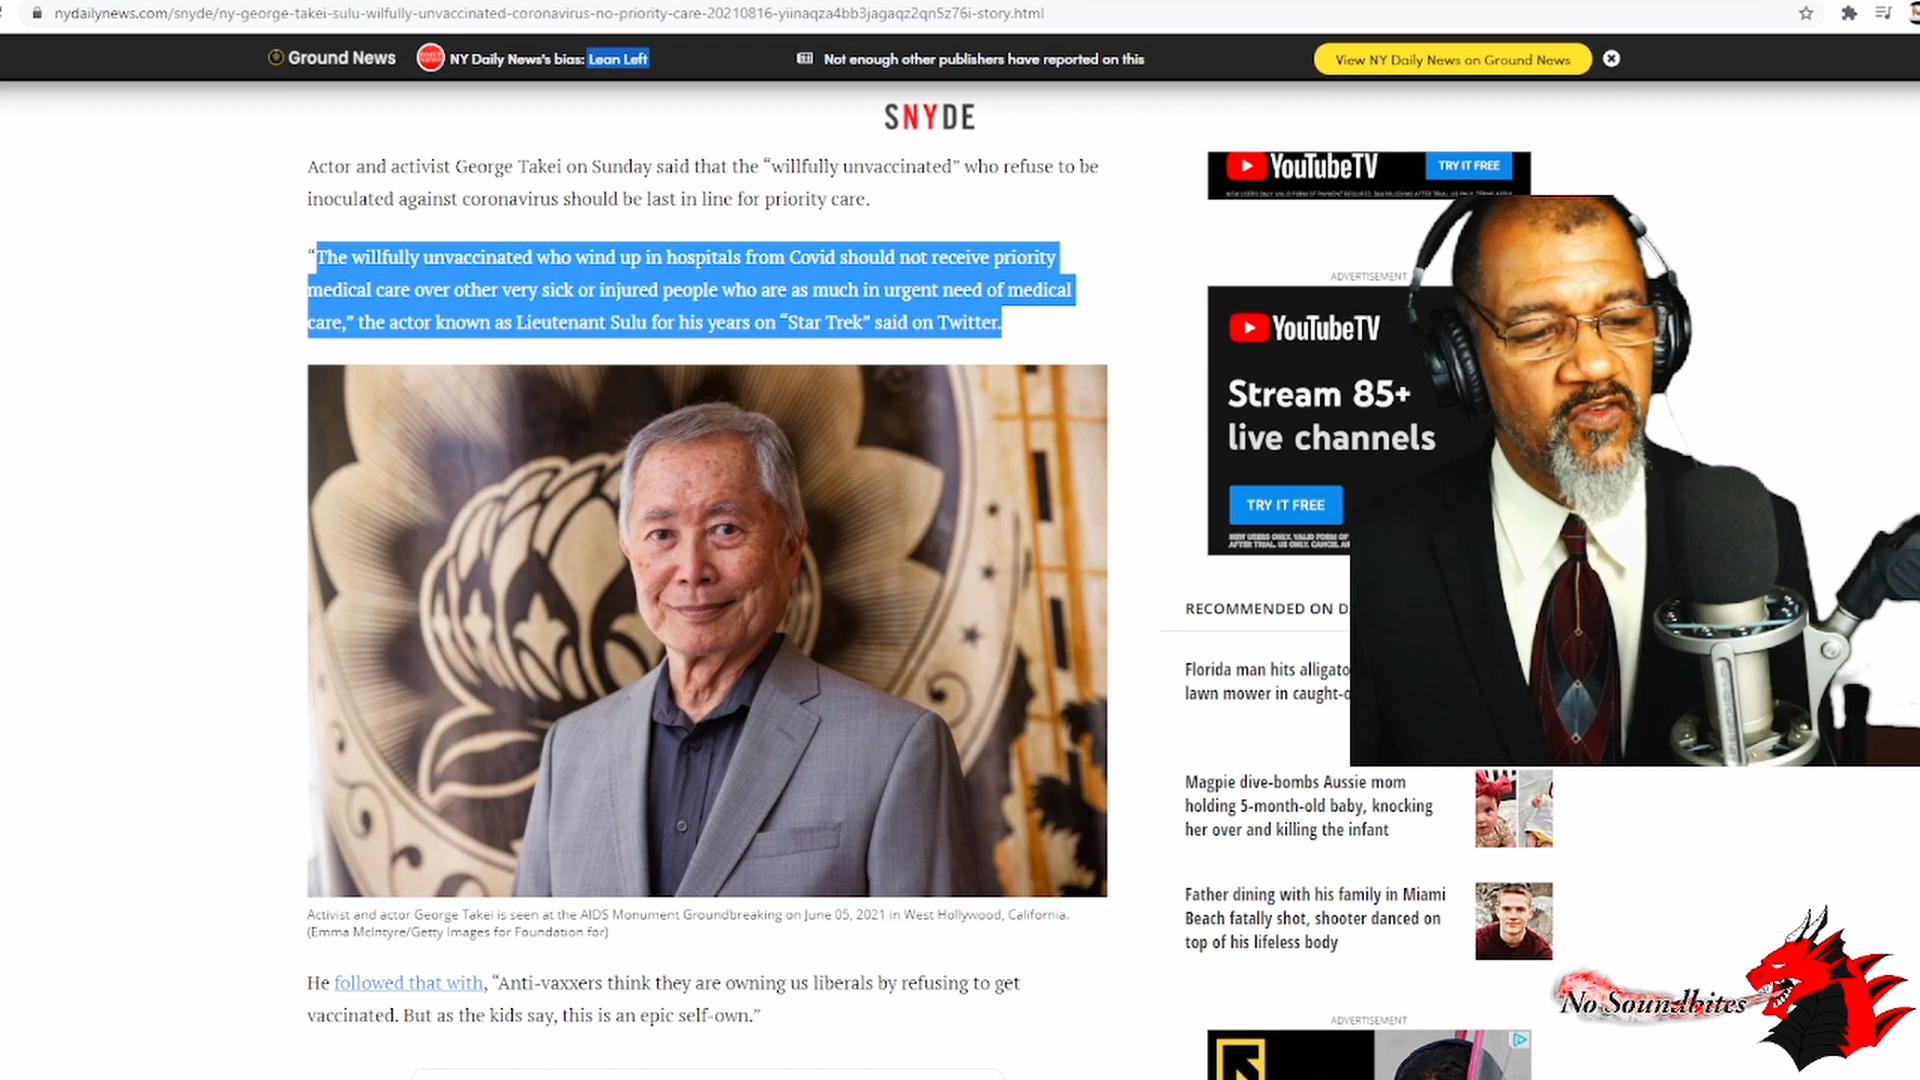 nydailynews.com/snyde/ny-george-takei-sulu-wilfully-unvaccinated-coronavirus-no-priority-care-20210816-yiinaqza4bb3jagaqz2qn5z76i-story.html
Ground News
NY Daily News's bias: Lean Left
Not enough other publishers have reported on this
View NY Daily News on Ground News
SNYDE
Actor and activist George Takei on Sunday said that the “willfully unvaccinated” who refuse to be
inoculated against coronavirus should be last in line for priority care.
“The willfully unvaccinated who wind up in hospitals from Covid should not receive priority
medical care over other very sick or injured people who are as much in urgent need of medical
care,” the actor known as Lieutenant Sulu for his years on “Star Trek” said on Twitter.
Activist and actor George Takei is seen at the AIDS Monument Groundbreaking on June 05, 2021 in West Hollywood, California.
(Emma McIntyre/Getty Images for Foundation for)
He followed that with, “Anti-vaxxers think they are owning us liberals by refusing to get
vaccinated. But as the kids say, this is an epic self-own.”
YouTubeTV
TRY IT FREE
ADVERTISEMENT
YouTubeTV
Stream 85+
live channels
TRY IT FREE
NEW USERS ONLY. VALID FORM OF
AFTER TRIAL. US ONLY. CANCEL
RECOMMENDED ON
Florida man hits
lawn mower in
Magpie dive-bombs Aussie mom
holding 5-month-old baby, knocking
her over and killing the infant
Father dining with his family in Miami
Beach fatally shot, shooter danced on
top of his lifeless body
ADVERTISEMENT
No Soundbites